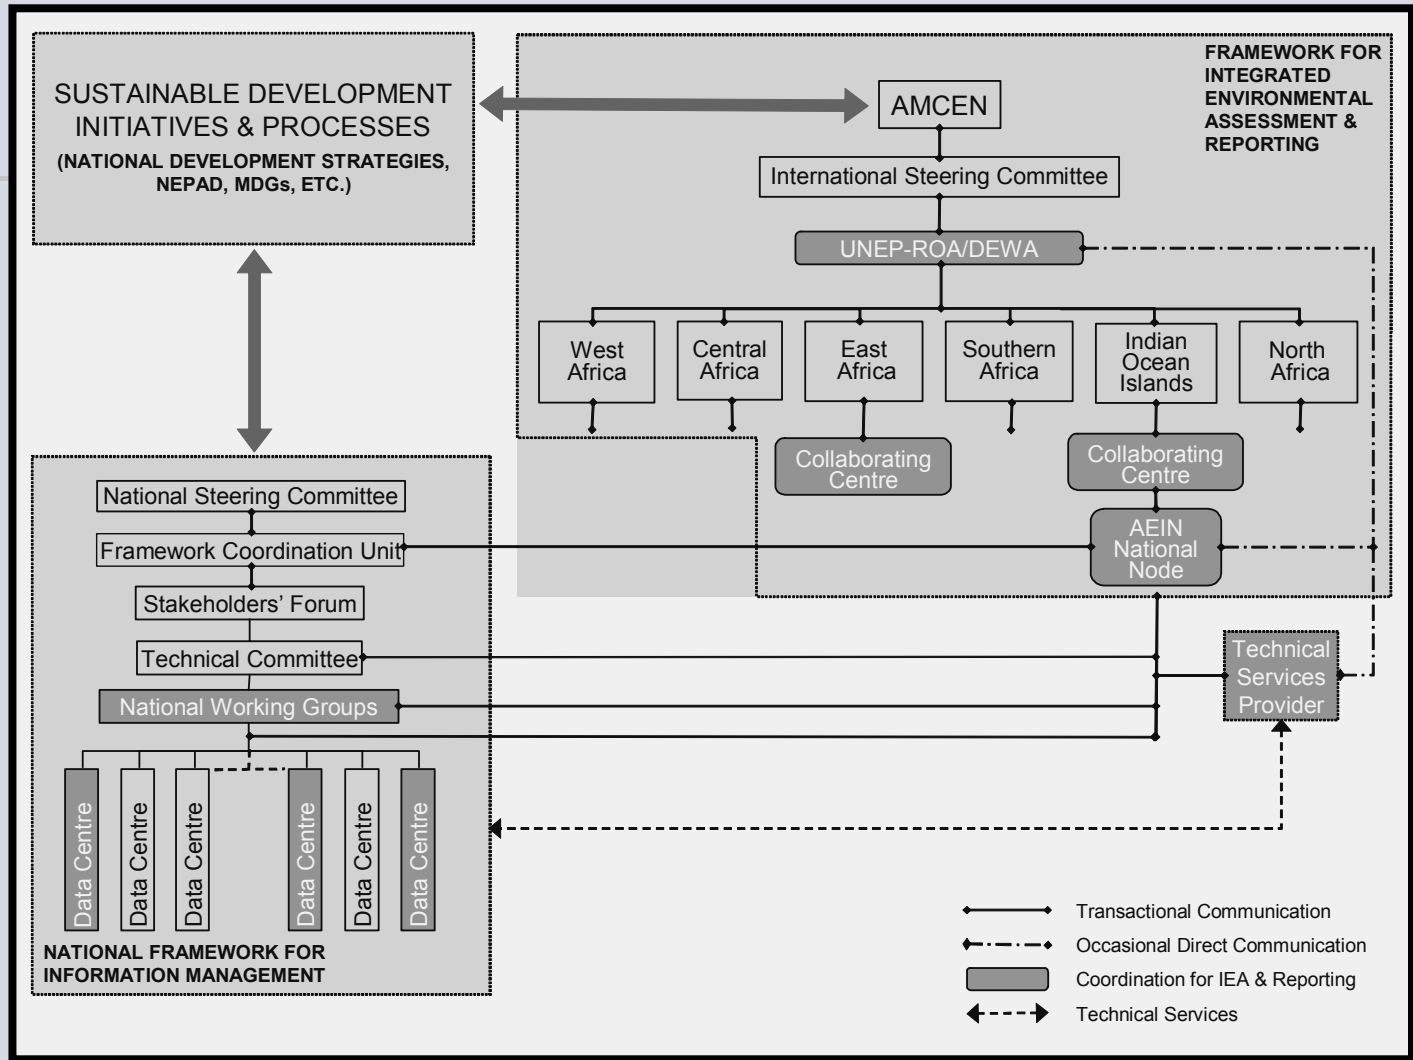 SUSTAINABLE DEVELOPMENT
INITIATIVES & PROCESSES
(NATIONAL DEVELOPMENT STRATEGIES,
NEPAD, MDGs, ETC.)
FRAMEWORK FOR
INTEGRATED
ENVIRONMENTAL
ASSESSMENT &
REPORTING
AMCEN
International Steering Committee
UNEP-ROA/DEWA
West
Africa
Central
Africa
East
Africa
Southern
Africa
Indian
Ocean
Islands
North
Africa
Collaborating
Centre
Collaborating
Centre
AEIN
National
Node
National Steering Committee
Framework Coordination Unit
Stakeholders' Forum
Technical Committee
National Working Groups
Data Centre
Data Centre
Data Centre
Data Centre
Data Centre
Data Centre
NATIONAL FRAMEWORK FOR
INFORMATION MANAGEMENT
Technical
Services
Provider
Transactional Communication
Occasional Direct Communication
Coordination for IEA & Reporting
Technical Services